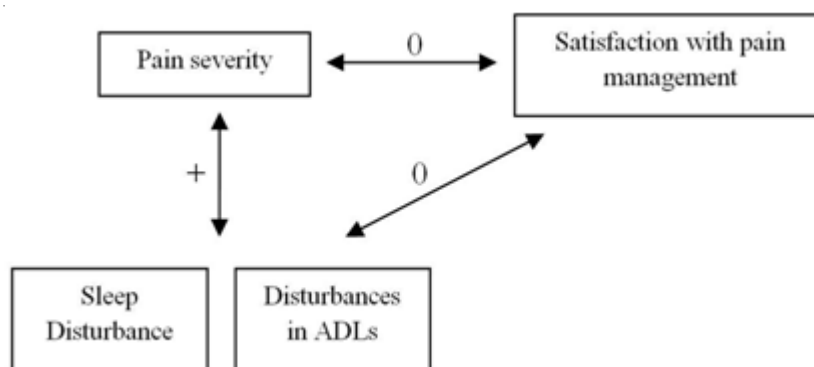 Pain severity
0
Satisfaction with pain
management
+
0
Sleep
Disturbance
Disturbances
in ADLs